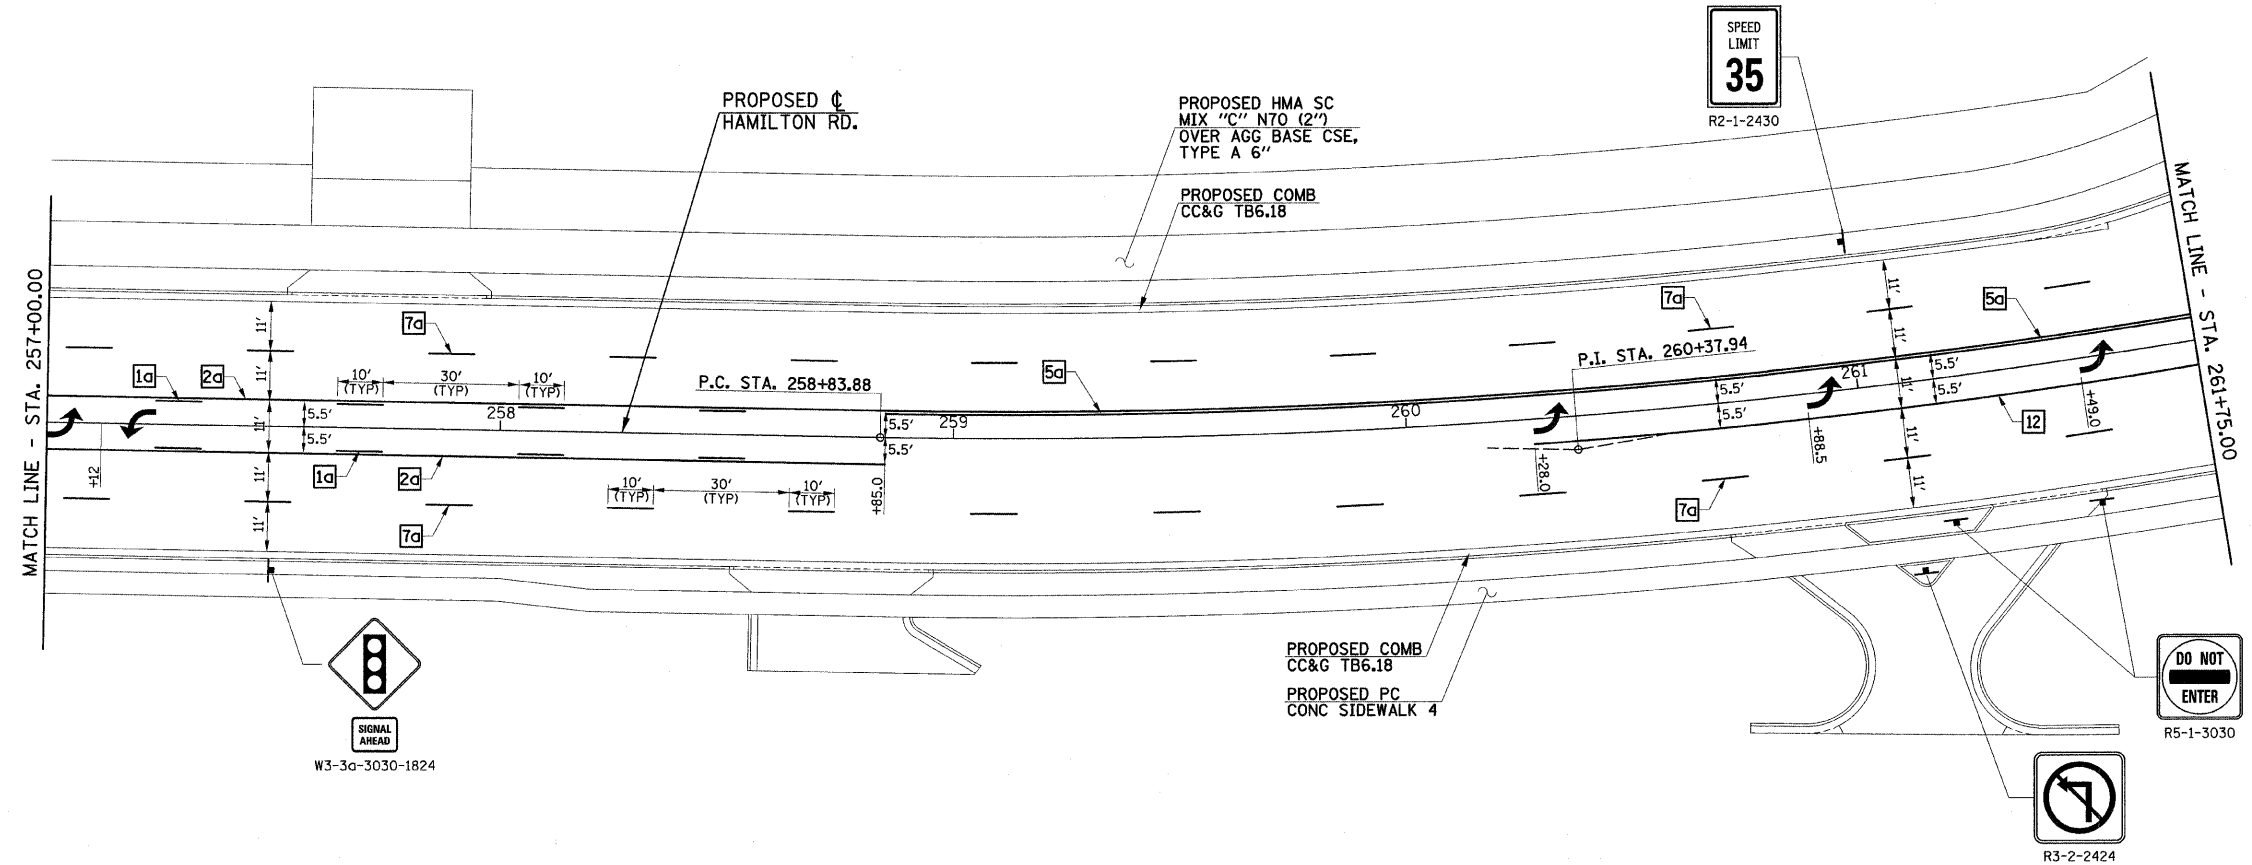 SPEED
LIMIT
35
R2-1-2430
PROPOSED ℄
HAMILTON RD.
PROPOSED HMA SC
MIX "C" N70 (2")
OVER AGG BASE CSE,
TYPE A 6"
PROPOSED COMB
CC&G TB6.18
MATCH LINE - STA. 257+00.00
MATCH LINE - STA. 261+75.00
11'
11'
11'
11'
11'
7a
1a
2a
10'
(TYP)
30'
(TYP)
10'
(TYP)
P.C. STA. 258+83.88
5a
7a
P.I. STA. 260+37.94
11'
11'
11'
11'
11'
5a
5.5'
5.5'
258
5.5'
5.5'
259
260
5.5'
5.5'
261
5.5'
5.5'
+12
1a
2a
7a
10'
(TYP)
30'
(TYP)
10'
(TYP)
+85.0
+28.0
+88.5
+49.0
12
7a
PROPOSED COMB
CC&G TB6.18
PROPOSED PC
CONC SIDEWALK 4
SIGNAL
AHEAD
W3-3a-3030-1824
DO NOT
ENTER
R5-1-3030
R3-2-2424